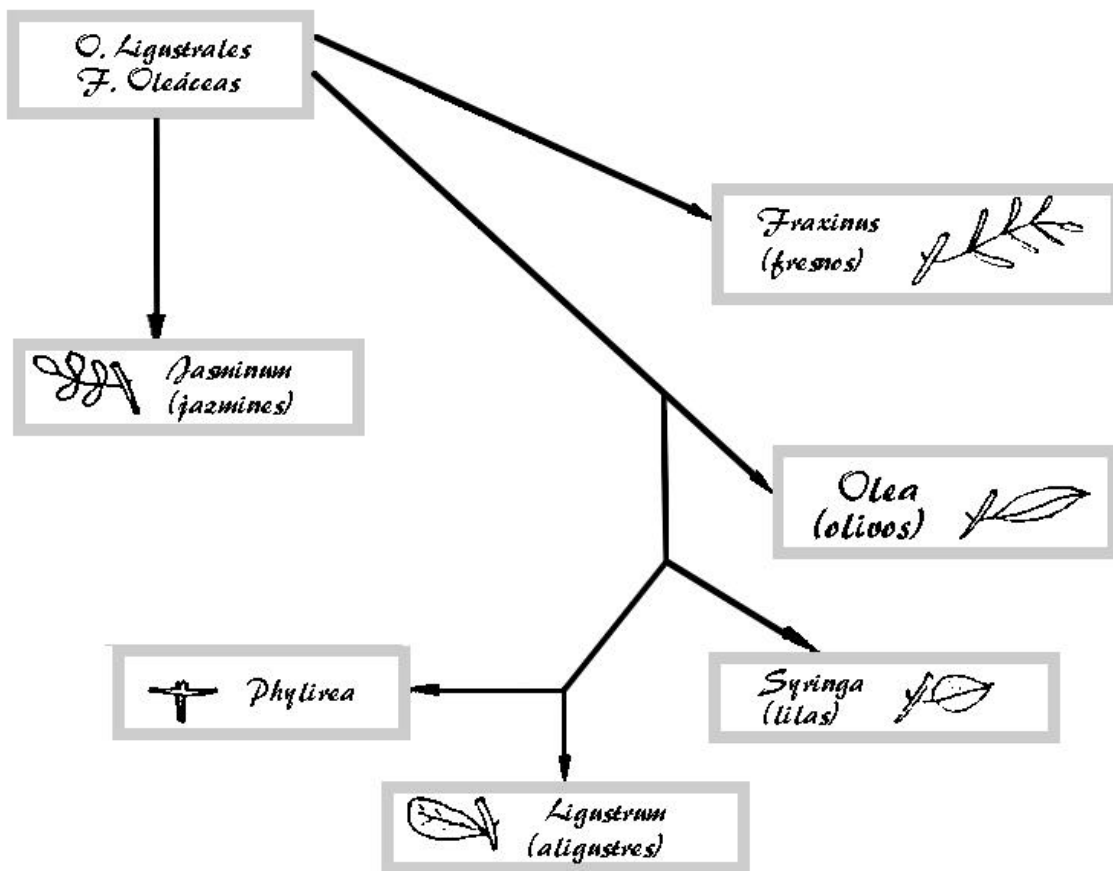 O. Ligustrales
F. Oleáceas
Fraxinus
(fresnos)
Jasminum
(jazmines)
Olea
(olivos)
Phylirea
Syringa
(lilas)
Ligustrum
(aligustres)